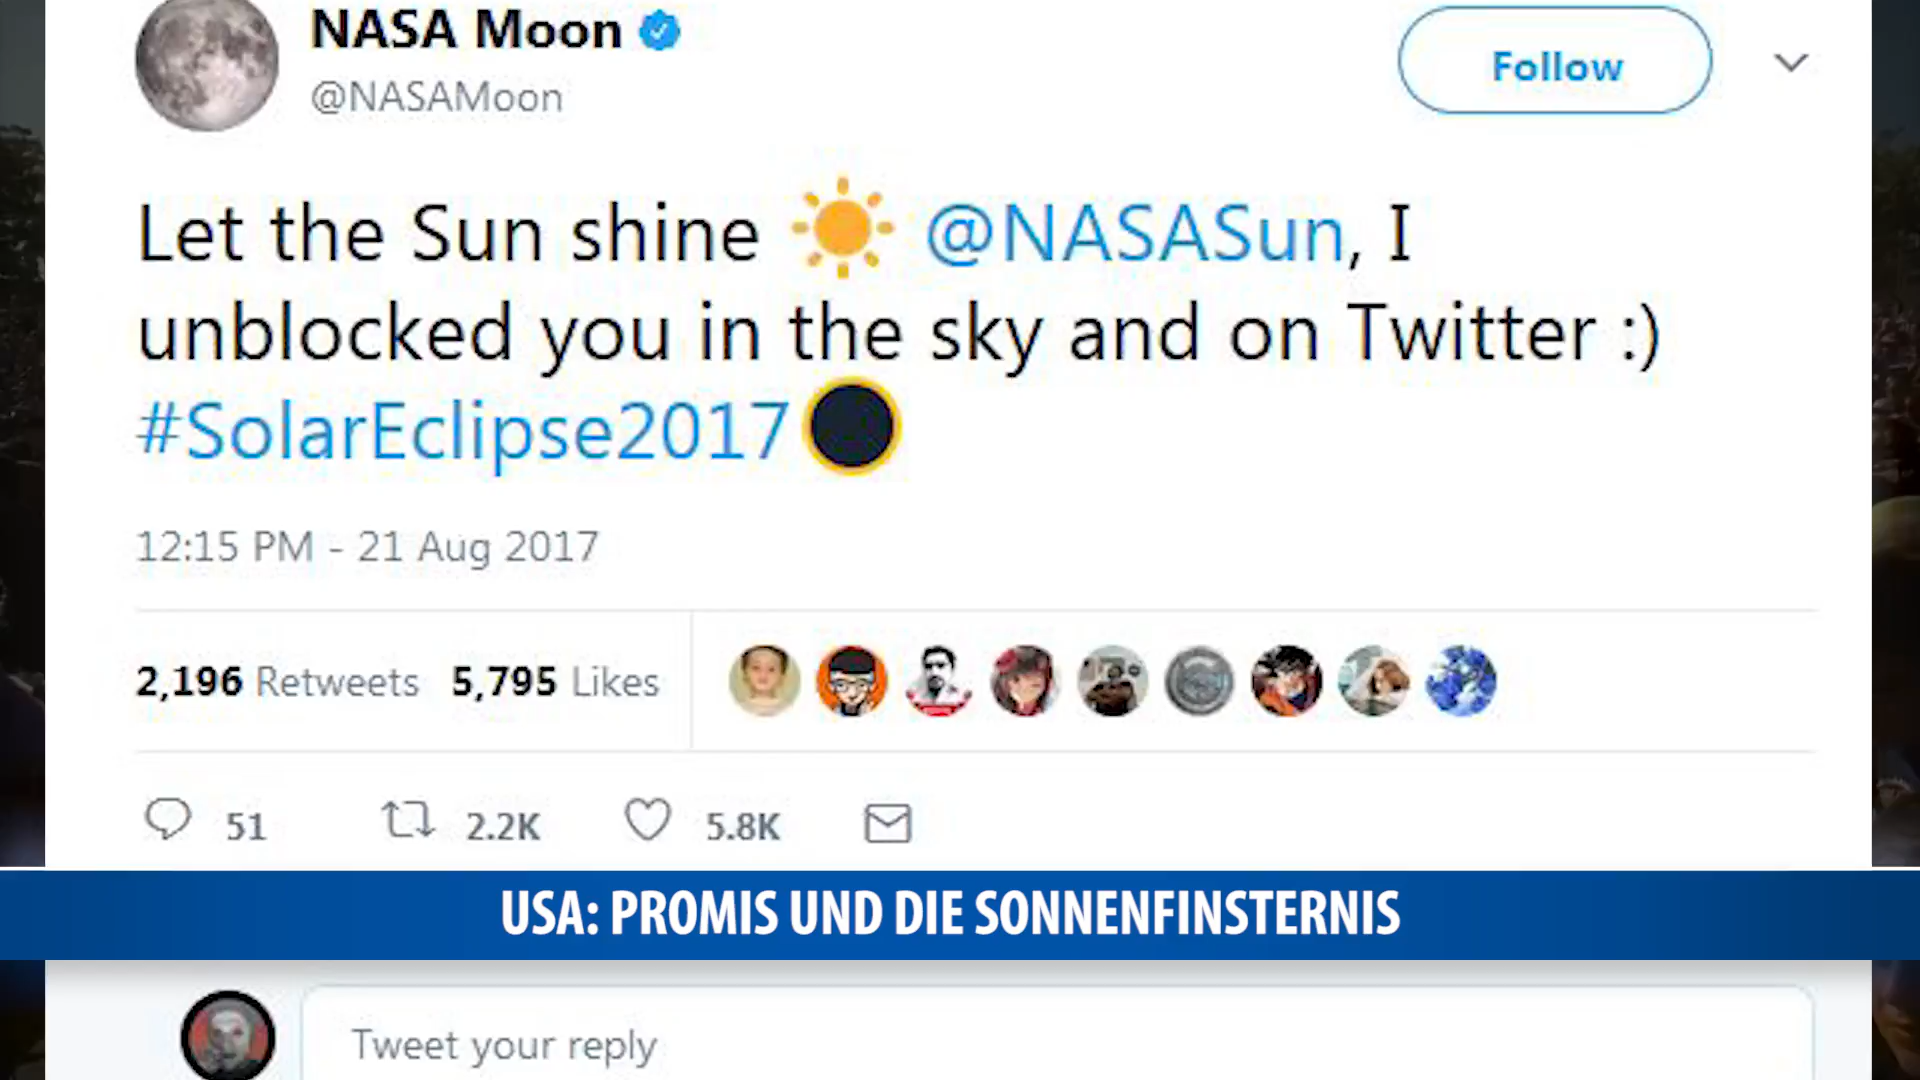 NASA Moon
@NASAMoon
Follow
Let the Sun shine ☀ @NASASun, I
unblocked you in the sky and on Twitter :)
#SolarEclipse2017
12:15 PM - 21 Aug 2017
2,196 Retweets 5,795 Likes
51 2.2K 5.8K
USA: PROMIS UND DIE SONNENFINSTERNIS
Tweet your reply